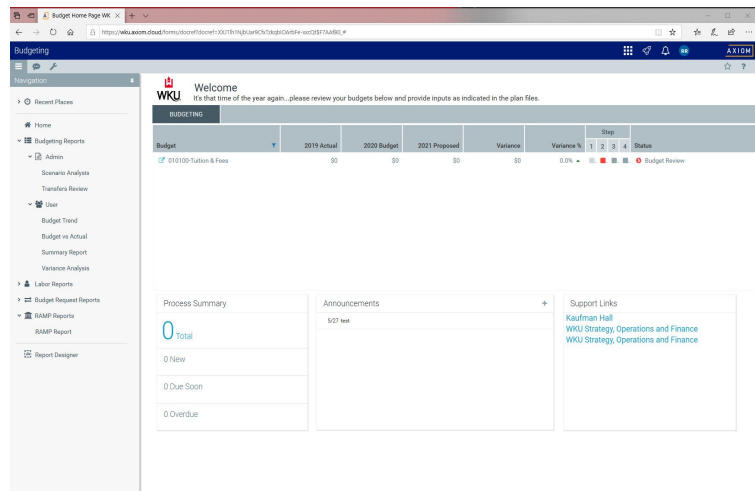 Budget Home Page WK
https://wku.axiom.cloud/forms/docref?docref=
Budgeting
RR
AXIOM
Navigation
Recent Places
Home
Budgeting Reports
Admin
Scenario Analysis
Transfers Review
User
Budget Trend
Budget vs Actual
Summary Report
Variance Analysis
Labor Reports
Budget Request Reports
RAMP Reports
RAMP Report
Report Designer
WKU
Welcome
It's that time of the year again...please review your budgets below and provide inputs as indicated in the plan files.
BUDGETING
Step
Budget 2019 Actual 2020 Budget 2021 Proposed Variance Variance % 1 2 3 4 Status
010100-Tuition & Fees $0 $0 $0 $0 0.0% Budget Review
Process Summary
0 Total
0 New
0 Due Soon
0 Overdue
Announcements +
5/27 test
Support Links
Kaufman Hall
WKU Strategy, Operations and Finance
WKU Strategy, Operations and Finance